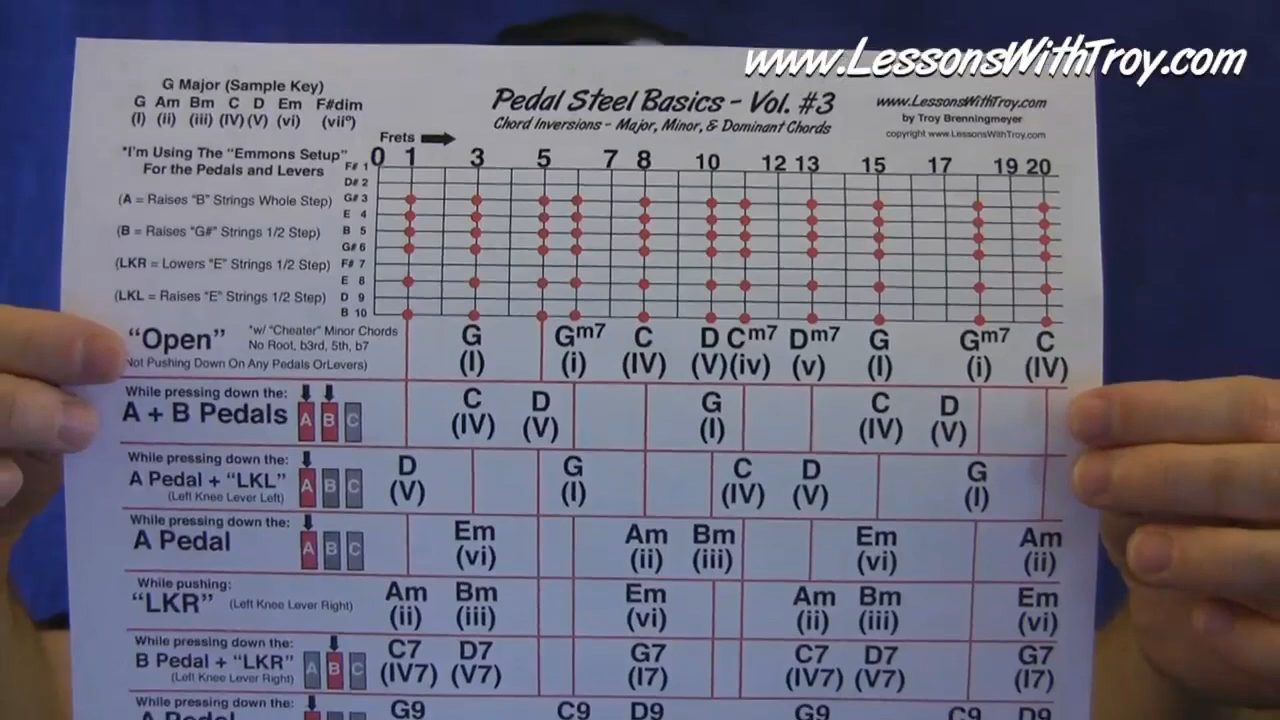 www.LessonsWithTroy.com
G Major (Sample Key)
G Am Bm C D Em F#dim
(I) (ii) (iii) (IV) (V) (vi) (vii°)
Pedal Steel Basics - Vol. #3
Chord Inversions - Major, Minor, & Dominant Chords
www.LessonsWithTroy.com
by Troy Brenningmeyer
copyright www.LessonsWithTroy.com
Frets
*I'm Using The "Emmons Setup"
For the Pedals and Levers
0 1 3 5 7 8 10 12 13 15 17 19 20
F# 1
D# 2
(A = Raises "B" Strings Whole Step) G# 3
E 4
(B = Raises "G#" Strings 1/2 Step) B 5
G# 6
(LKR = Lowers "E" Strings 1/2 Step) F# 7
E 8
(LKL = Raises "E" Strings 1/2 Step) D 9
B 10
"Open" *w/ "Cheater" Minor Chords
No Root, b3rd, 5th, b7
Not Pushing Down On Any Pedals OrLevers)
G Gm7 C D Cm7 Dm7 G Gm7 C
(I) (i) (IV) (V) (iv) (v) (I) (i) (IV)
While pressing down the:
A + B Pedals A B C
C D G C D
(IV) (V) (I) (IV) (V)
While pressing down the:
A Pedal + "LKL" A B C
(Left Knee Lever Left)
D G C D G
(V) (I) (IV) (V) (I)
While pressing down the:
A Pedal A B C
Em Am Bm Em Am
(vi) (ii) (iii) (vi) (ii)
While pushing:
"LKR" (Left Knee Lever Right)
Am Bm Em Am Bm Em
(ii) (iii) (vi) (ii) (iii) (vi)
While pressing down the:
B Pedal + "LKR" A B C
(Left Knee Lever Right)
C7 D7 G7 C7 D7 G7
(IV7) (V7) (I7) (IV7) (V7) (I7)
While pressing down the:
A Pedal
G9 C9 D9 G9 C9 D9